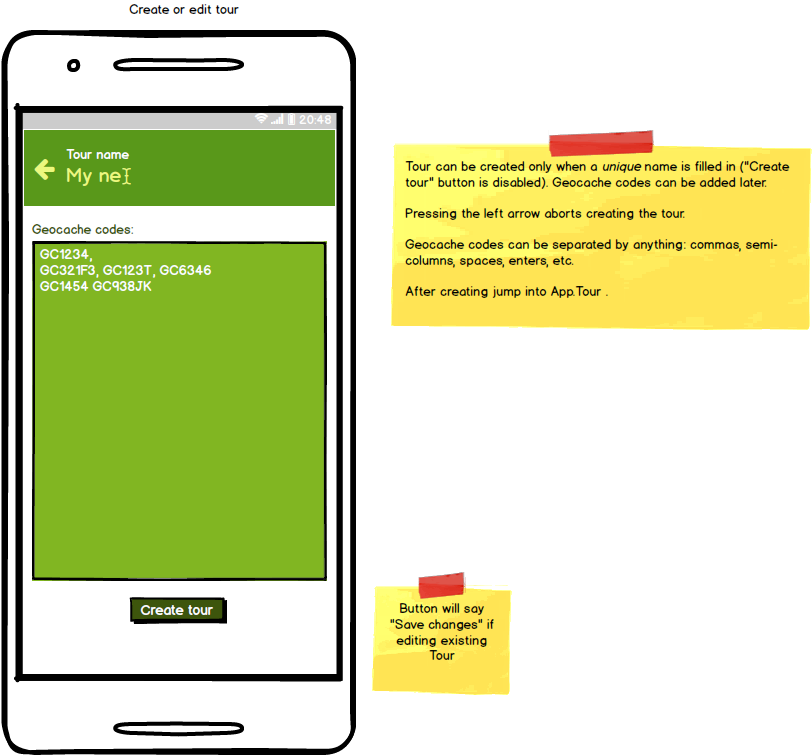 Create or edit tour
20:48
Tour name
My ne
Geocache codes:
GC1234,
GC321F3, GC123T, GC6346
GC1454 GC938JK
Create tour
Tour can be created only when a unique name is filled in ("Create
tour" button is disabled). Geocache codes can be added later.
Pressing the left arrow aborts creating the tour.
Geocache codes can be separated by anything: commas, semi-
columns, spaces, enters, etc.
After creating jump into App.Tour .
Button will say
"Save changes" if
editing existing
Tour